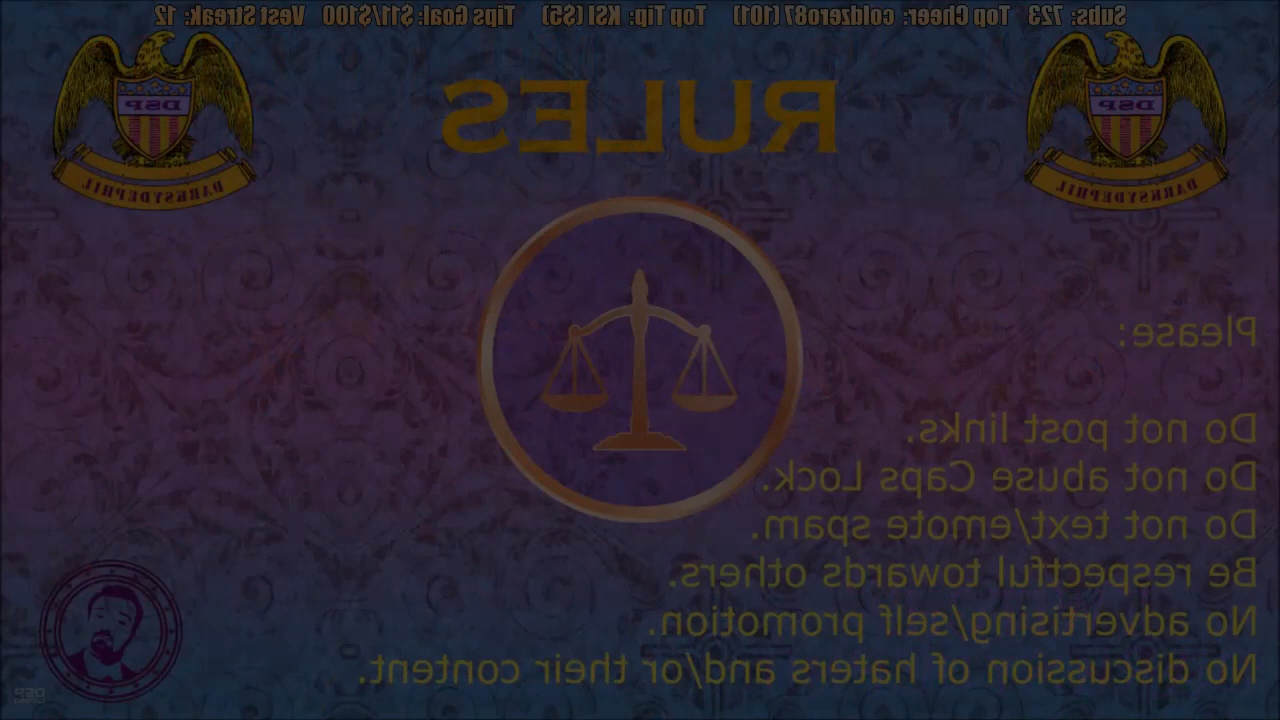 Subs: 723 Top Cheer: coldzero87 (101) Top Tip: KSI ($5) Tips Goal: $11/$100 Vest Streak: 12
RULES
DSP
DARKSYDEPHIL
DSP
DARKSYDEPHIL
Please:
Do not post links.
Do not abuse Caps Lock.
Do not text/emote spam.
Be respectful towards others.
No advertising/self promotion.
No discussion of haters and/or their content.
DSP